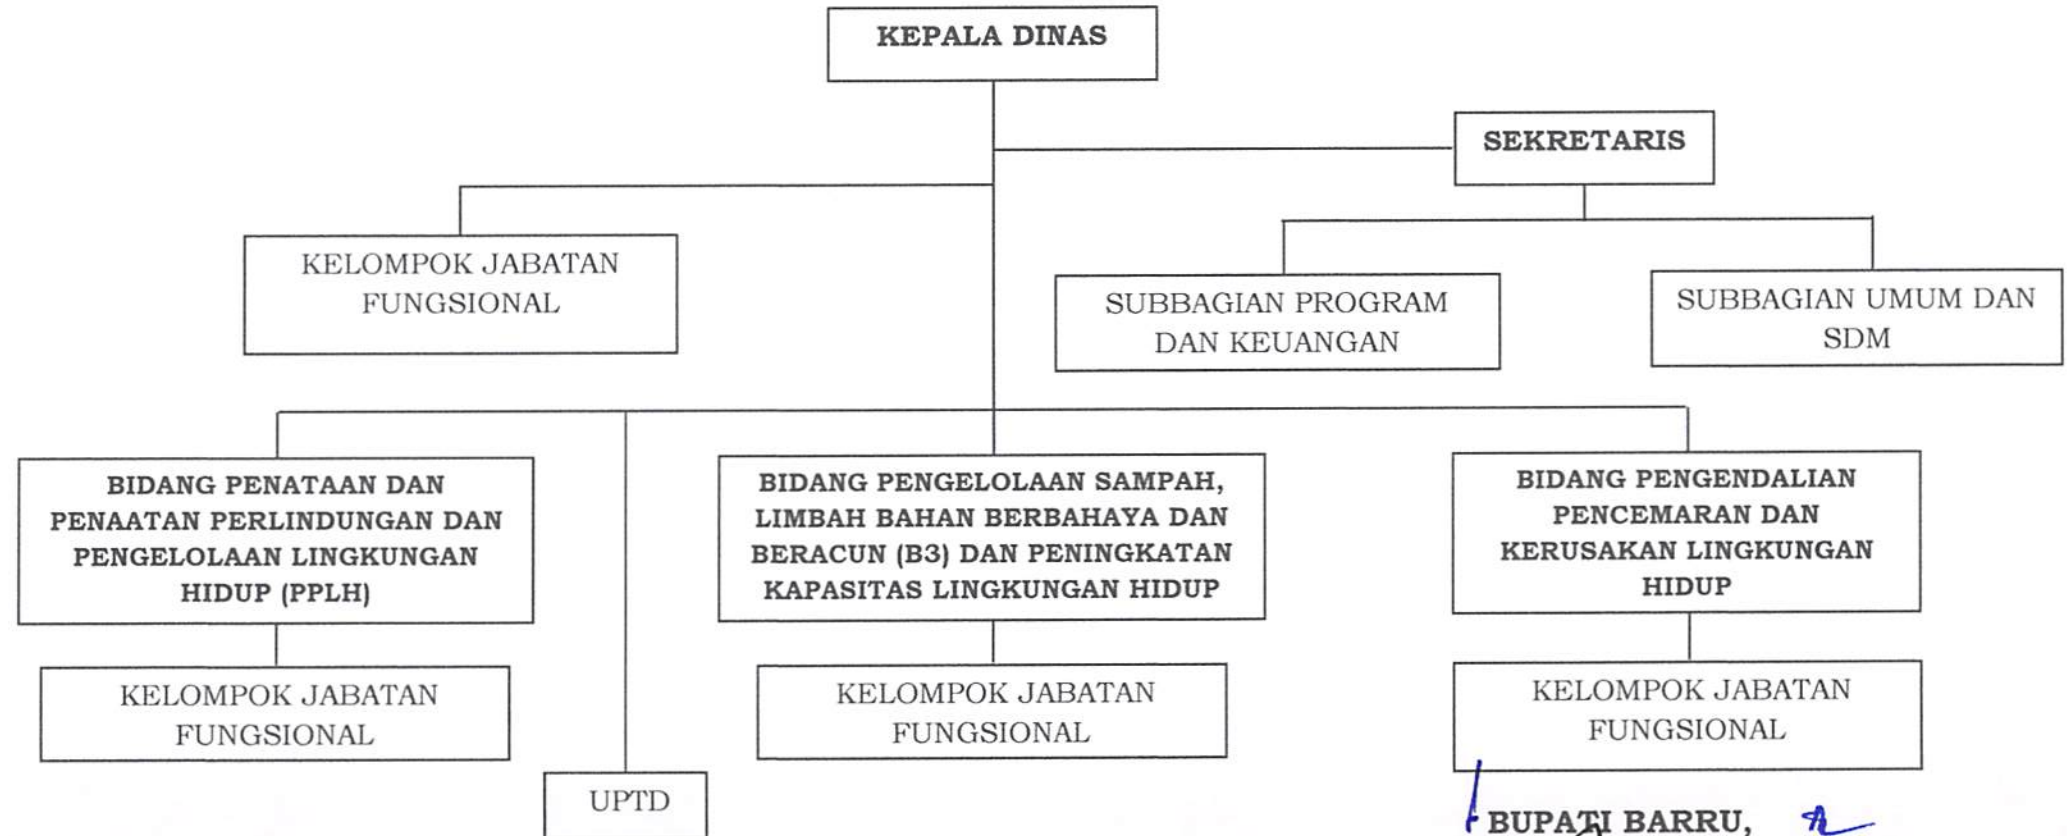 KEPALA DINAS
SEKRETARIS
KELOMPOK JABATAN
FUNGSIONAL
SUBBAGIAN PROGRAM
DAN KEUANGAN
SUBBAGIAN UMUM DAN
SDM
BIDANG PENATAAN DAN
PENAATAN PERLINDUNGAN DAN
PENGELOLAAN LINGKUNGAN
HIDUP (PPLH)
BIDANG PENGELOLAAN SAMPAH,
LIMBAH BAHAN BERBAHAYA DAN
BERACUN (B3) DAN PENINGKATAN
KAPASITAS LINGKUNGAN HIDUP
BIDANG PENGENDALIAN
PENCEMARAN DAN
KERUSAKAN LINGKUNGAN
HIDUP
KELOMPOK JABATAN
FUNGSIONAL
KELOMPOK JABATAN
FUNGSIONAL
KELOMPOK JABATAN
FUNGSIONAL
UPTD
BUPATI BARRU,